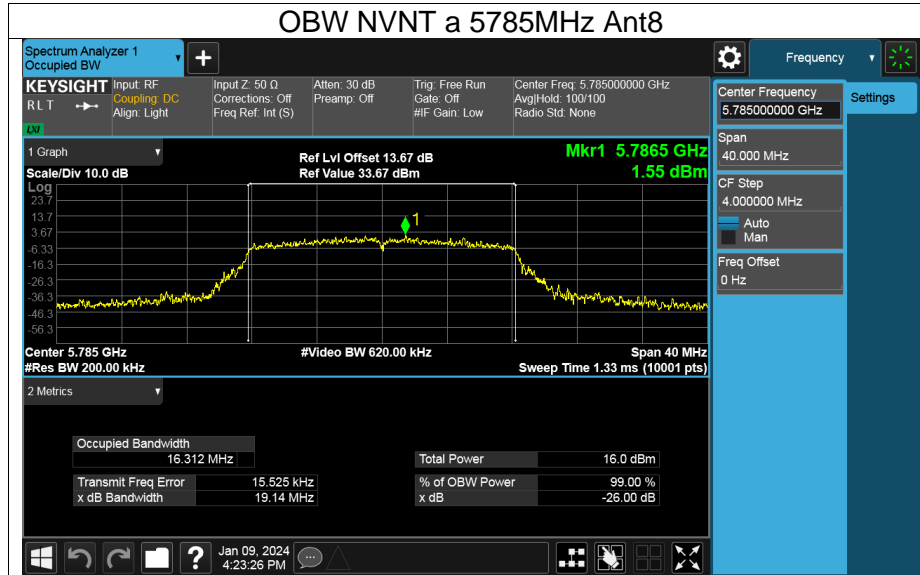 OBW NVNT a 5785MHz Ant8
Spectrum Analyzer 1
Occupied BW
Frequency
KEYSIGHT
R L T
LXI
Input: RF
Coupling: DC
Align: Light
Input Z: 50 Ω
Corrections: Off
Freq Ref: Int (S)
Atten: 30 dB
Preamp: Off
Trig: Free Run
Gate: Off
#IF Gain: Low
Center Freq: 5.785000000 GHz
Avg|Hold: 100/100
Radio Std: None
Center Frequency
5.785000000 GHz
Settings
Span
40.000 MHz
CF Step
4.000000 MHz
Auto
Man
Freq Offset
0 Hz
1 Graph
Scale/Div 10.0 dB
Ref Lvl Offset 13.67 dB
Ref Value 33.67 dBm
Mkr1 5.7865 GHz
1.55 dBm
Log
23.7
13.7
3.67
-6.33
-16.3
-26.3
-36.3
-46.3
-56.3
1
Center 5.785 GHz
#Res BW 200.00 kHz
#Video BW 620.00 kHz
Span 40 MHz
Sweep Time 1.33 ms (10001 pts)
2 Metrics
Occupied Bandwidth
16.312 MHz
Transmit Freq Error 15.525 kHz
x dB Bandwidth 19.14 MHz
Total Power 16.0 dBm
% of OBW Power 99.00 %
x dB -26.00 dB
?
Jan 09, 2024
4:23:26 PM